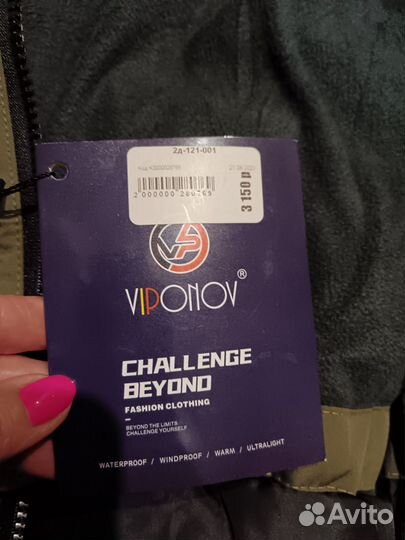 2д-121-001
3 150 р
2 000000 280769
VIPONOV®
CHALLENGE
BEYOND
FASHION CLOTHING
BEYOND THE LIMITS
CHALLENGE YOURSELF
WATERPROOF / WINDPROOF / WARM / ULTRALIGHT
Avito